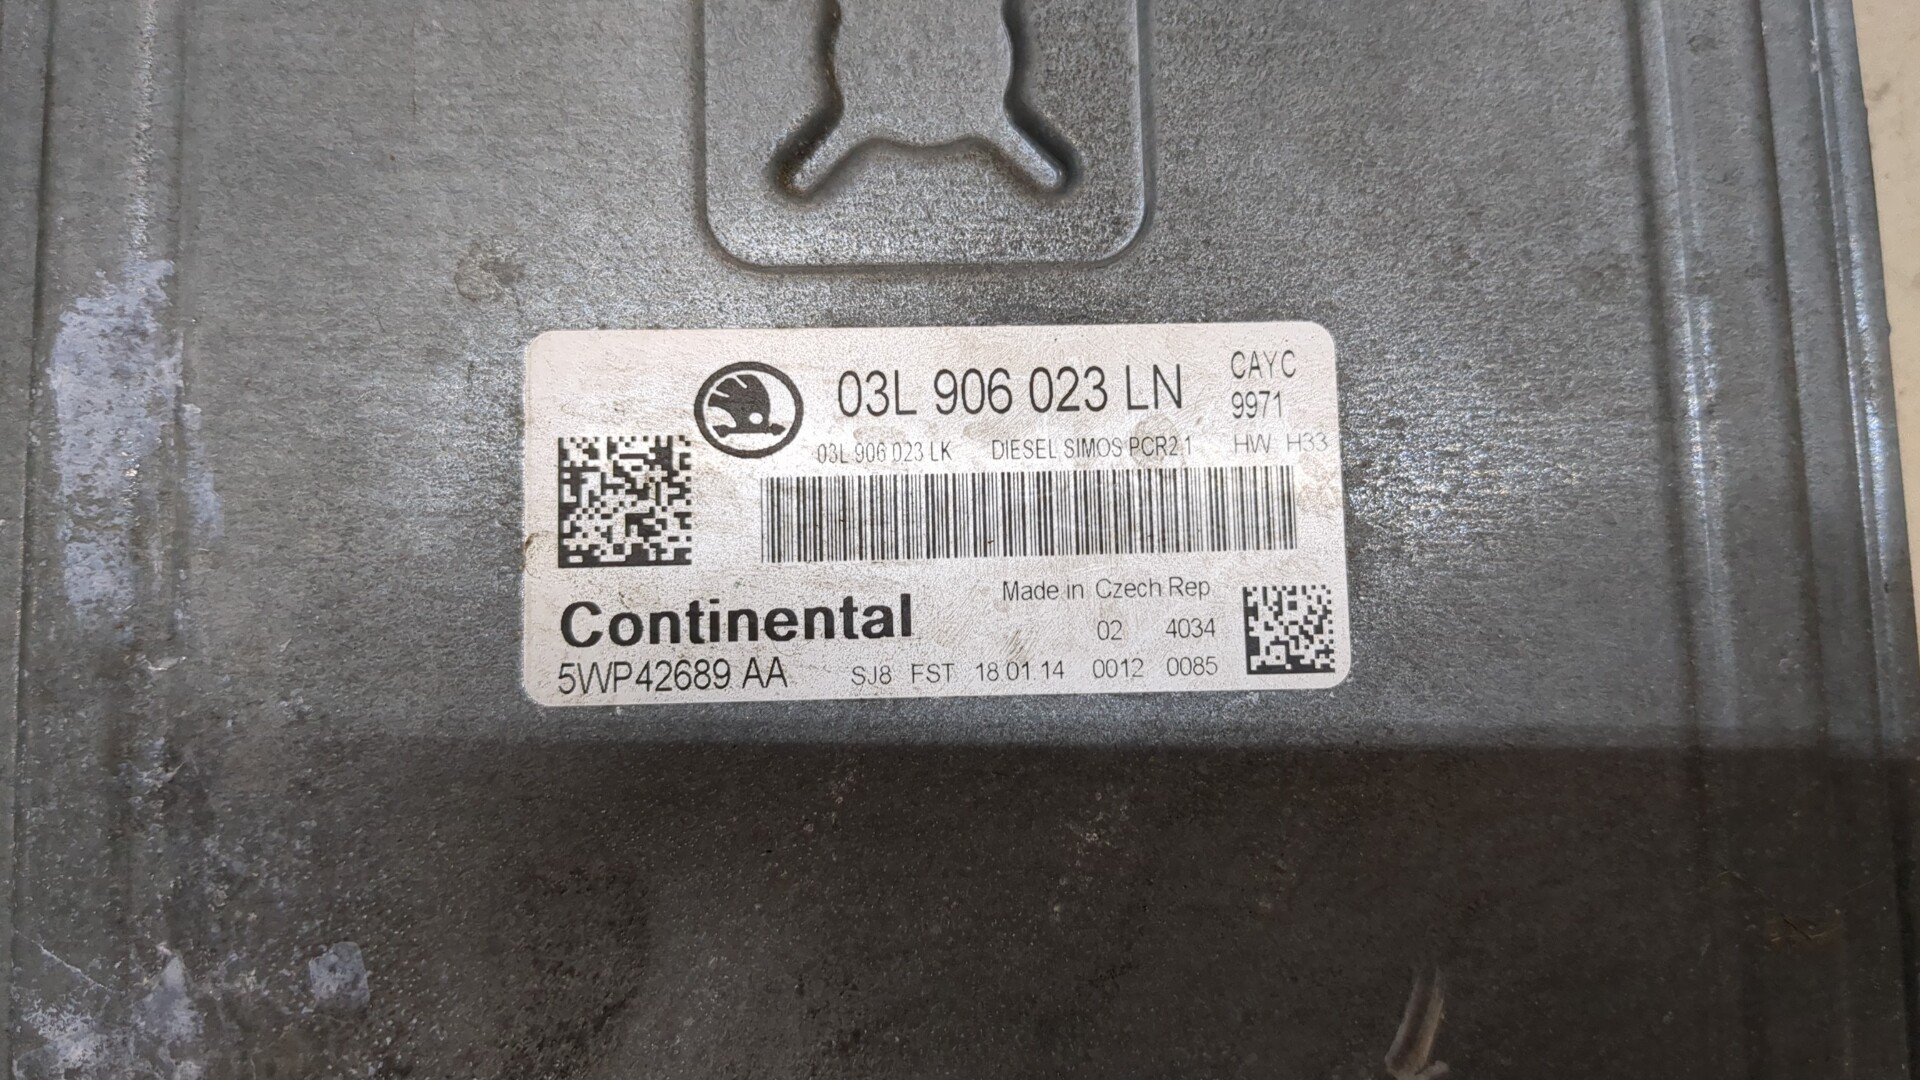 03L 906 023 LN
CAYC
9971
03L 906 023 LK DIESEL SIMOS PCR2.1 HW H33
Continental
Made in Czech Rep
02 4034
5WP42689 AA SJ8 FST 18.01.14 0012 0085